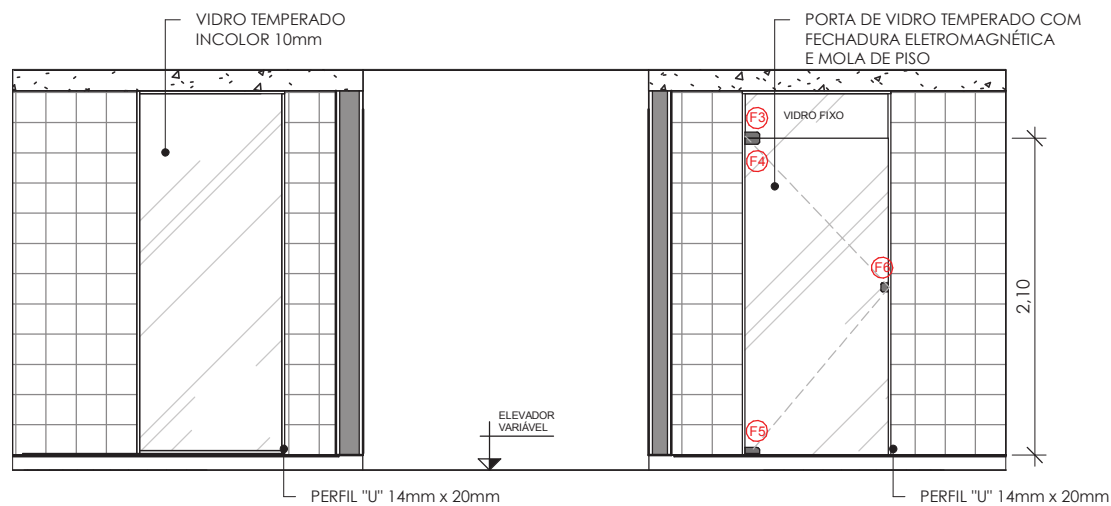 VIDRO TEMPERADO
INCOLOR 10mm
PORTA DE VIDRO TEMPERADO COM
FECHADURA ELETROMAGNÉTICA
E MOLA DE PISO
F3
VIDRO FIXO
F4
F6
2,10
ELEVADOR
VARIÁVEL
F5
PERFIL "U" 14mm x 20mm
PERFIL "U" 14mm x 20mm